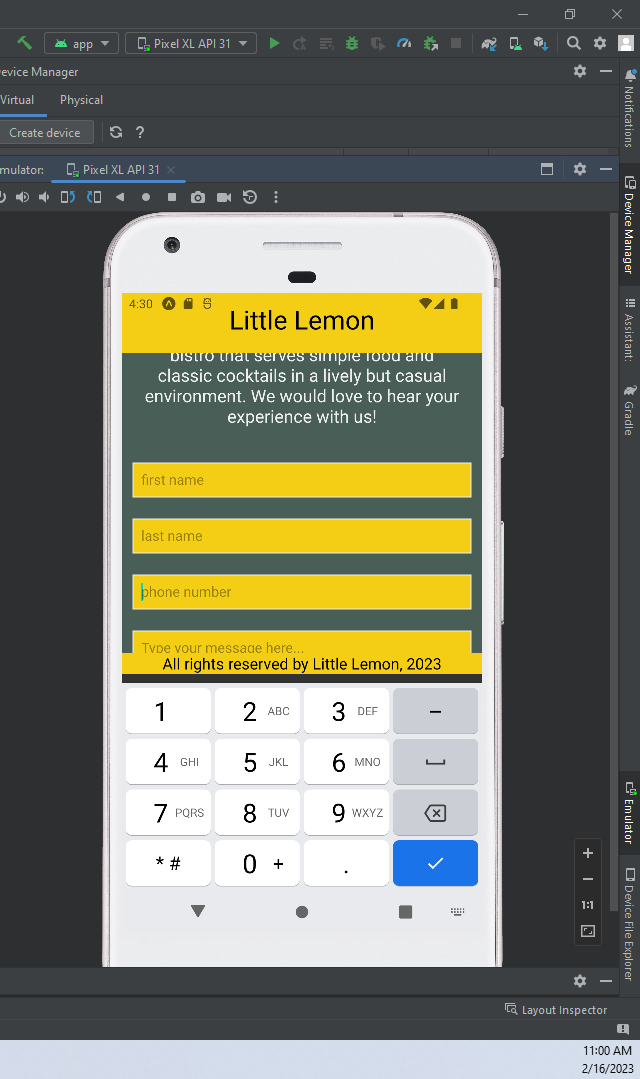 app
Pixel XL API 31
Device Manager
Virtual
Physical
Create device
?
Emulator:
Pixel XL API 31
4:30
Little Lemon
bistro that serves simple food and
classic cocktails in a lively but casual
environment. We would love to hear your
experience with us!
first name
last name
phone number
Type your message here...
All rights reserved by Little Lemon, 2023
1
2 ABC
3 DEF
–
4 GHI
5 JKL
6 MNO
7 PQRS
8 TUV
9 WXYZ
* #
0 +
.
1:1
Notifications
Device Manager
Assistant:
Gradle
Emulator
Device File Explorer
Layout Inspector
11:00 AM
2/16/2023